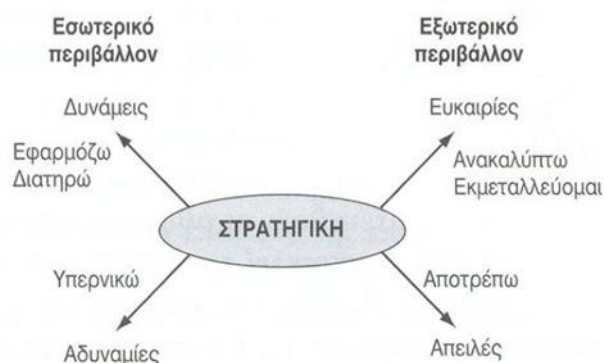 Εσωτερικό
περιβάλλον
Εξωτερικό
περιβάλλον
Δυνάμεις
Ευκαιρίες
Εφαρμόζω
Διατηρώ
Ανακαλύπτω
Εκμεταλλεύομαι
ΣΤΡΑΤΗΓΙΚΗ
Υπερνικώ
Αποτρέπω
Αδυναμίες
Απειλές